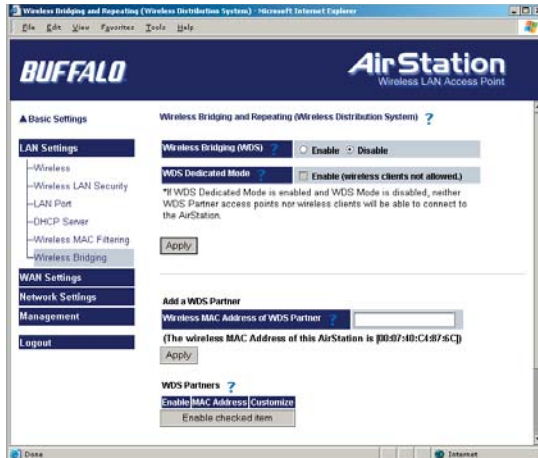 Wireless Bridging and Repeating (Wireless Distribution System) - Microsoft Internet Explorer
File Edit View Favorites Tools Help
BUFFALO
AirStation
Wireless LAN Access Point
▲Basic Settings
LAN Settings
Wireless
Wireless LAN Security
LAN Port
DHCP Server
Wireless MAC Filtering
Wireless Bridging
WAN Settings
Network Settings
Management
Logout
Wireless Bridging and Repeating (Wireless Distribution System) ?
Wireless Bridging (WDS) ? Enable Disable
WDS Dedicated Mode ? Enable (wireless clients not allowed.)
*If WDS Dedicated Mode is enabled and WDS Mode is disabled, neither
WDS Partner access points nor wireless clients will be able to connect to
the AirStation.
Apply
Add a WDS Partner
Wireless MAC Address of WDS Partner ?
(The wireless MAC Address of this AirStation is [00:07:40:C4:87:6C])
Apply
WDS Partners ?
Enable MAC Address Customize
Enable checked item
Done
Internet